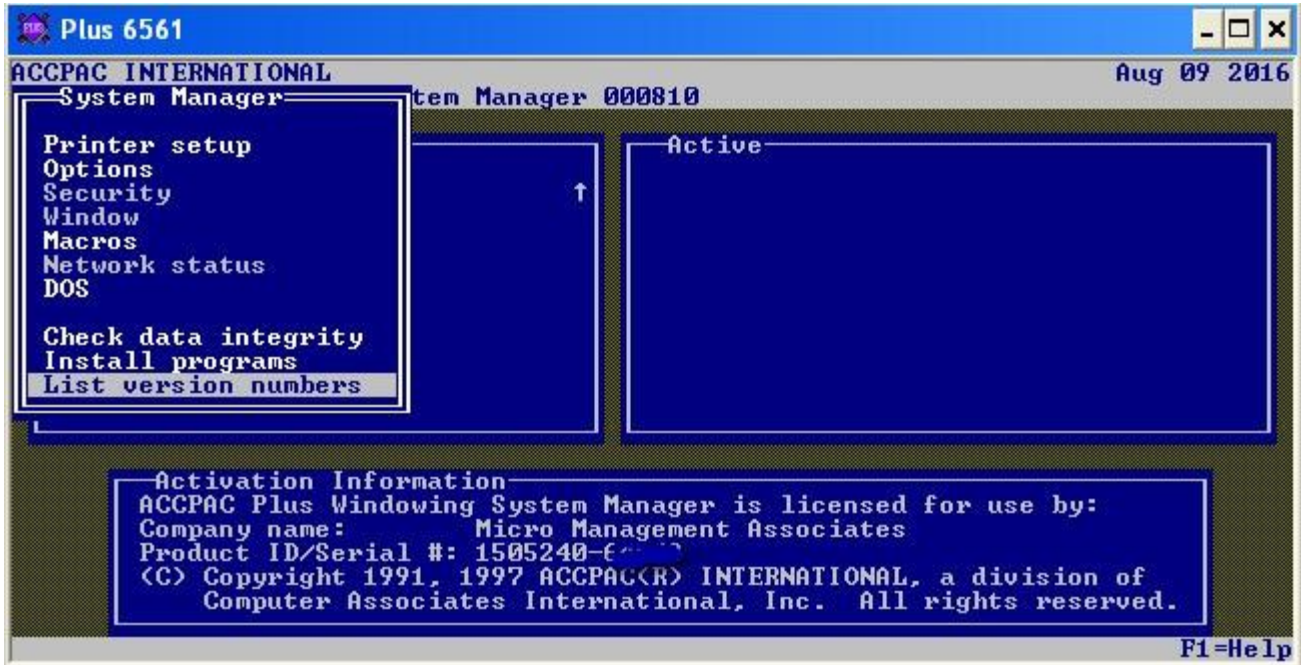 Plus 6561
ACCPAC INTERNATIONAL Aug 09 2016
System Manager tem Manager 000810
Printer setup
Options
Security
Window
Macros
Network status
DOS
Check data integrity
Install programs
List version numbers
Active
Activation Information
ACCPAC Plus Windowing System Manager is licensed for use by:
Company name: Micro Management Associates
Product ID/Serial #: 1505240-
(C) Copyright 1991, 1997 ACCPAC(R) INTERNATIONAL, a division of
Computer Associates International, Inc. All rights reserved.
F1=Help